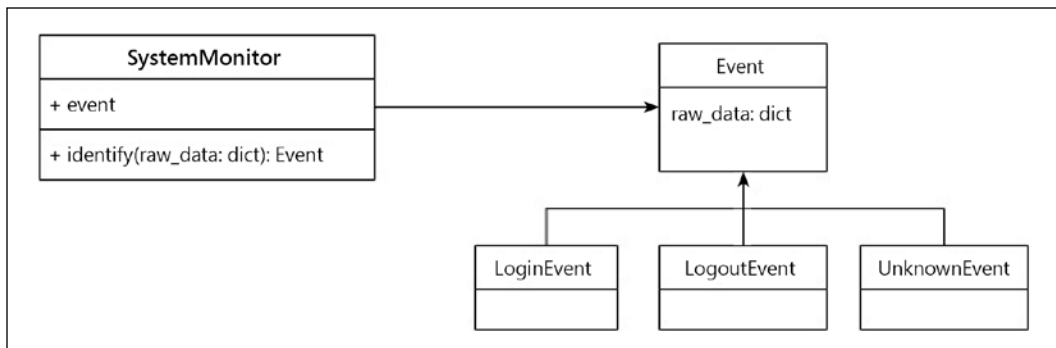 SystemMonitor
+ event
+ identify(raw_data: dict): Event
Event
raw_data: dict
LoginEvent
LogoutEvent
UnknownEvent